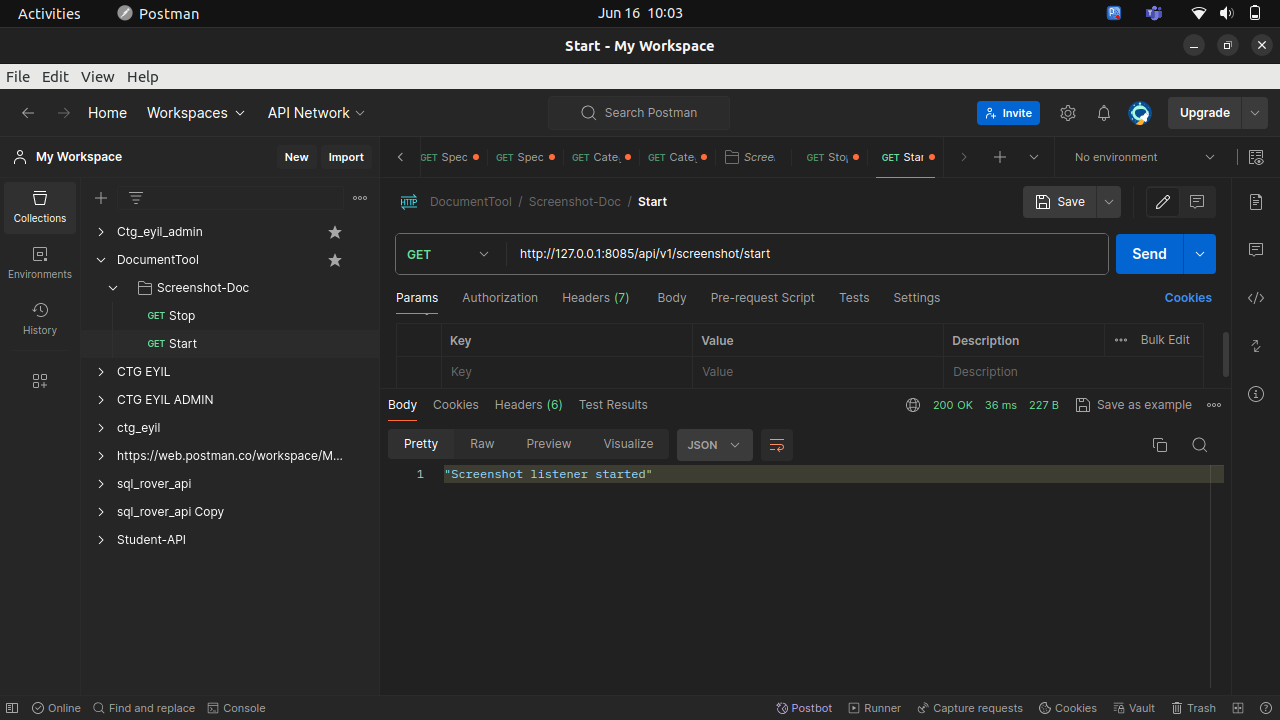 Activities Postman Jun 16 10:03
Start - My Workspace
File Edit View Help
Home Workspaces API Network Search Postman Invite Upgrade
My Workspace New Import GET Spec GET Spec GET Cate GET Cate Scree GET Sto GET Star No environment
Collections
Environments
History
Ctg_eyil_admin
DocumentTool
Screenshot-Doc
GET Stop
GET Start
CTG EYIL
CTG EYIL ADMIN
ctg_eyil
https://web.postman.co/workspace/M...
sql_rover_api
sql_rover_api Copy
Student-API
HTTP DocumentTool / Screenshot-Doc / Start Save
GET http://127.0.0.1:8085/api/v1/screenshot/start Send
Params Authorization Headers (7) Body Pre-request Script Tests Settings Cookies
Key Value Description Bulk Edit
Key Value Description
Body Cookies Headers (6) Test Results 200 OK 36 ms 227 B Save as example
Pretty Raw Preview Visualize JSON
1 "Screenshot listener started"
Online Find and replace Console Postbot Runner Capture requests Cookies Vault Trash